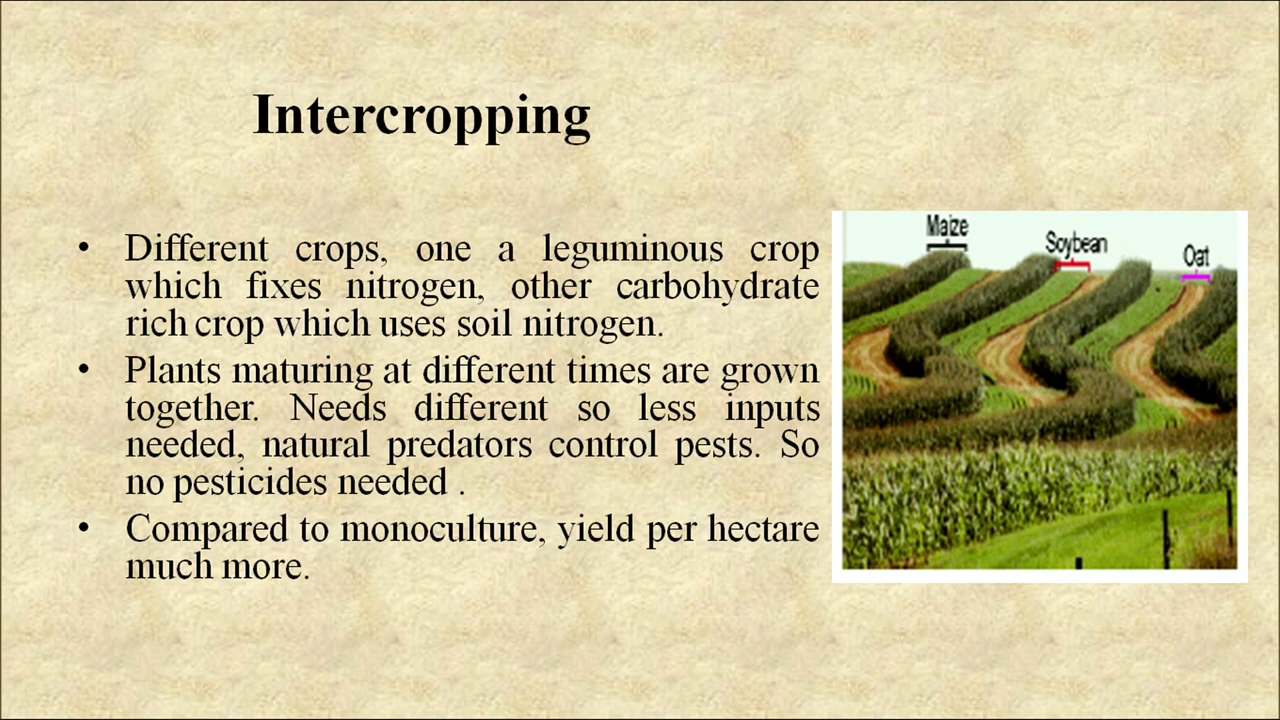 Intercropping
• Different crops, one a leguminous crop
which fixes nitrogen, other carbohydrate
rich crop which uses soil nitrogen.
• Plants maturing at different times are grown
together. Needs different so less inputs
needed, natural predators control pests. So
no pesticides needed .
• Compared to monoculture, yield per hectare
much more.
Maize
Soybean
Oat